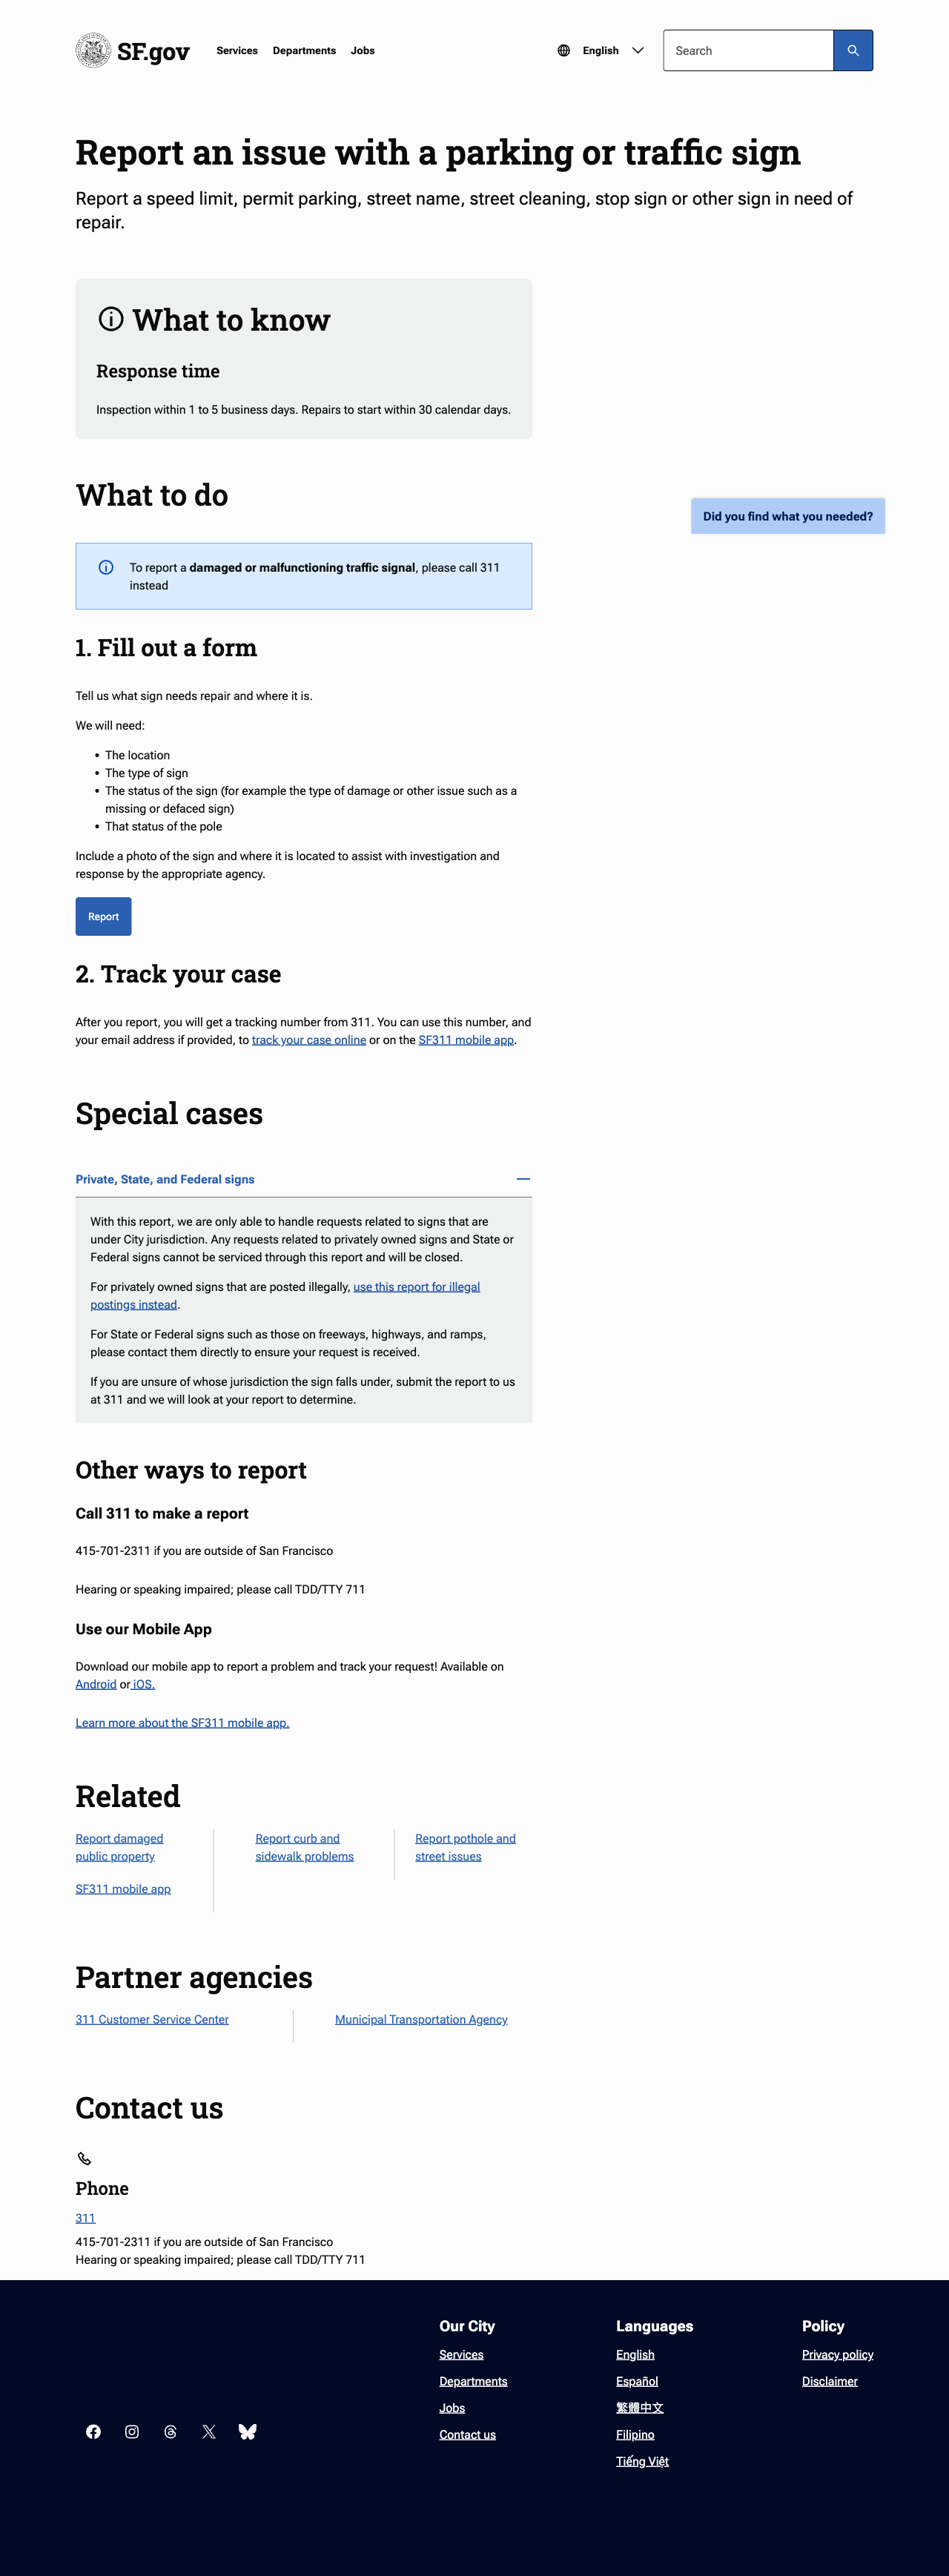 SF.gov
Services Departments Jobs
English
Search
Report an issue with a parking or traffic sign
Report a speed limit, permit parking, street name, street cleaning, stop sign or other sign in need of
repair.
What to know
Response time
Inspection within 1 to 5 business days. Repairs to start within 30 calendar days.
What to do
Did you find what you needed?
To report a damaged or malfunctioning traffic signal, please call 311
instead
1. Fill out a form
Tell us what sign needs repair and where it is.
We will need:
• The location
• The type of sign
• The status of the sign (for example the type of damage or other issue such as a
missing or defaced sign)
• That status of the pole
Include a photo of the sign and where it is located to assist with investigation and
response by the appropriate agency.
Report
2. Track your case
After you report, you will get a tracking number from 311. You can use this number, and
your email address if provided, to track your case online or on the SF311 mobile app.
Special cases
Private, State, and Federal signs
With this report, we are only able to handle requests related to signs that are
under City jurisdiction. Any requests related to privately owned signs and State or
Federal signs cannot be serviced through this report and will be closed.
For privately owned signs that are posted illegally, use this report for illegal
postings instead.
For State or Federal signs such as those on freeways, highways, and ramps,
please contact them directly to ensure your request is received.
If you are unsure of whose jurisdiction the sign falls under, submit the report to us
at 311 and we will look at your report to determine.
Other ways to report
Call 311 to make a report
415-701-2311 if you are outside of San Francisco
Hearing or speaking impaired; please call TDD/TTY 711
Use our Mobile App
Download our mobile app to report a problem and track your request! Available on
Android or iOS.
Learn more about the SF311 mobile app.
Related
Report damaged
public property
SF311 mobile app
Report curb and
sidewalk problems
Report pothole and
street issues
Partner agencies
311 Customer Service Center
Municipal Transportation Agency
Contact us
Phone
311
415-701-2311 if you are outside of San Francisco
Hearing or speaking impaired; please call TDD/TTY 711
Our City
Services
Departments
Jobs
Contact us
Languages
English
Español
繁體中文
Filipino
Tiếng Việt
Policy
Privacy policy
Disclaimer